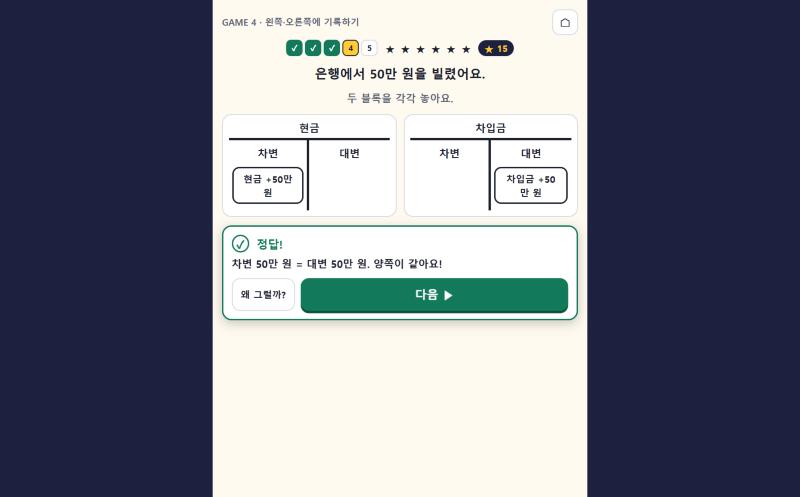 GAME 4 · 왼쪽·오른쪽에 기록하기
✓ ✓ ✓ 4 5 ★ ★ ★ ★ ★ ★ ★ ★ 15
은행에서 50만 원을 빌렸어요.
두 블록을 각각 놓아요.
현금
차변 대변
현금 +50만
원
차입금
차변 대변
차입금 +50
만 원
정답!
차변 50만 원 = 대변 50만 원. 양쪽이 같아요!
왜 그럴까? 다음 ▶